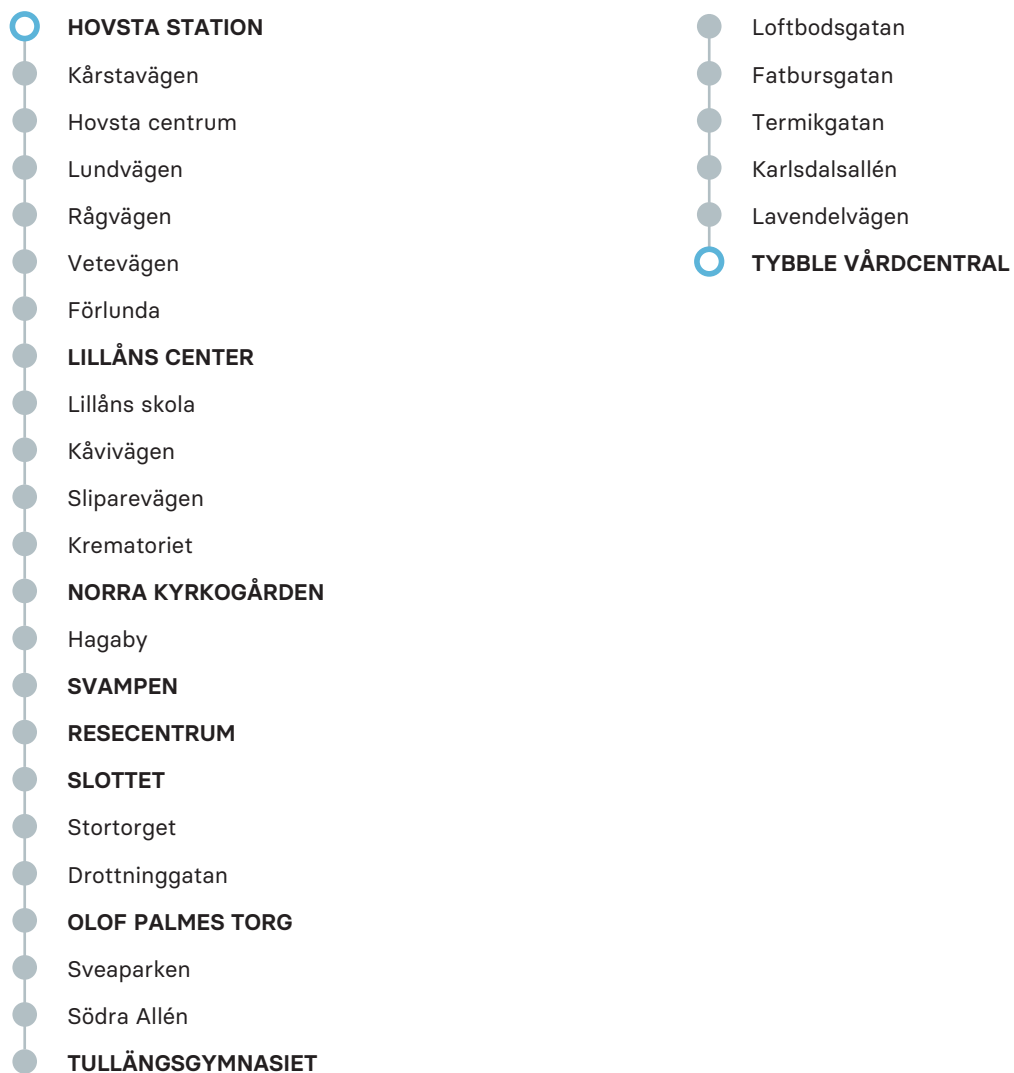 HOVSTA STATION
Kårstavägen
Hovsta centrum
Lundvägen
Rågvägen
Vetevägen
Förlunda
LILLÅNS CENTER
Lillåns skola
Kåvivägen
Sliparevägen
Krematoriet
NORRA KYRKOGÅRDEN
Hagaby
SVAMPEN
RESECENTRUM
SLOTTET
Stortorget
Drottninggatan
OLOF PALMES TORG
Sveaparken
Södra Allén
TULLÄNGSGYMNASIET
Loftbodsgatan
Fatbursgatan
Termikgatan
Karlsdalsallén
Lavendelvägen
TYBBLE VÅRDCENTRAL